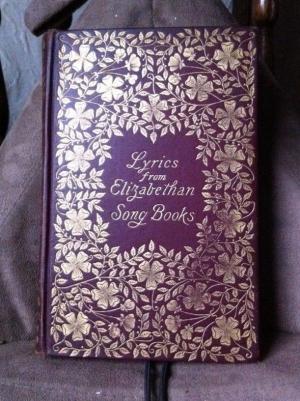 Lyrics
from
Elizabethan
Song Books